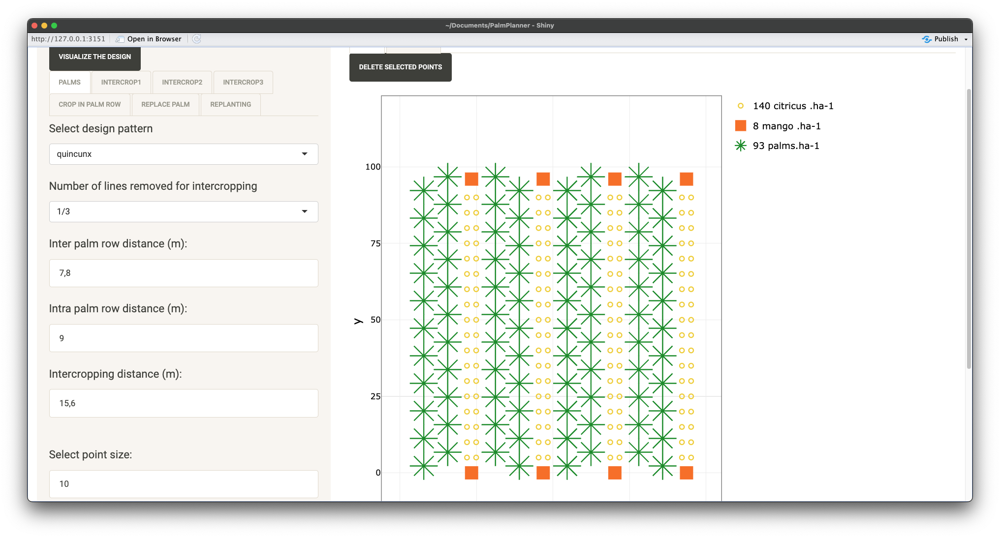 ~/Documents/PalmPlanner - Shiny
http://127.0.0.1:3151 Open in Browser Publish
VISUALIZE THE DESIGN
PALMS INTERCROP1 INTERCROP2 INTERCROP3
CROP IN PALM ROW REPLACE PALM REPLANTING
Select design pattern
quincunx
Number of lines removed for intercropping
1/3
Inter palm row distance (m):
7,8
Intra palm row distance (m):
9
Intercropping distance (m):
15,6
Select point size:
10
DELETE SELECTED POINTS
140 citricus .ha-1
8 mango .ha-1
93 palms.ha-1
100
75
50
25
0
y